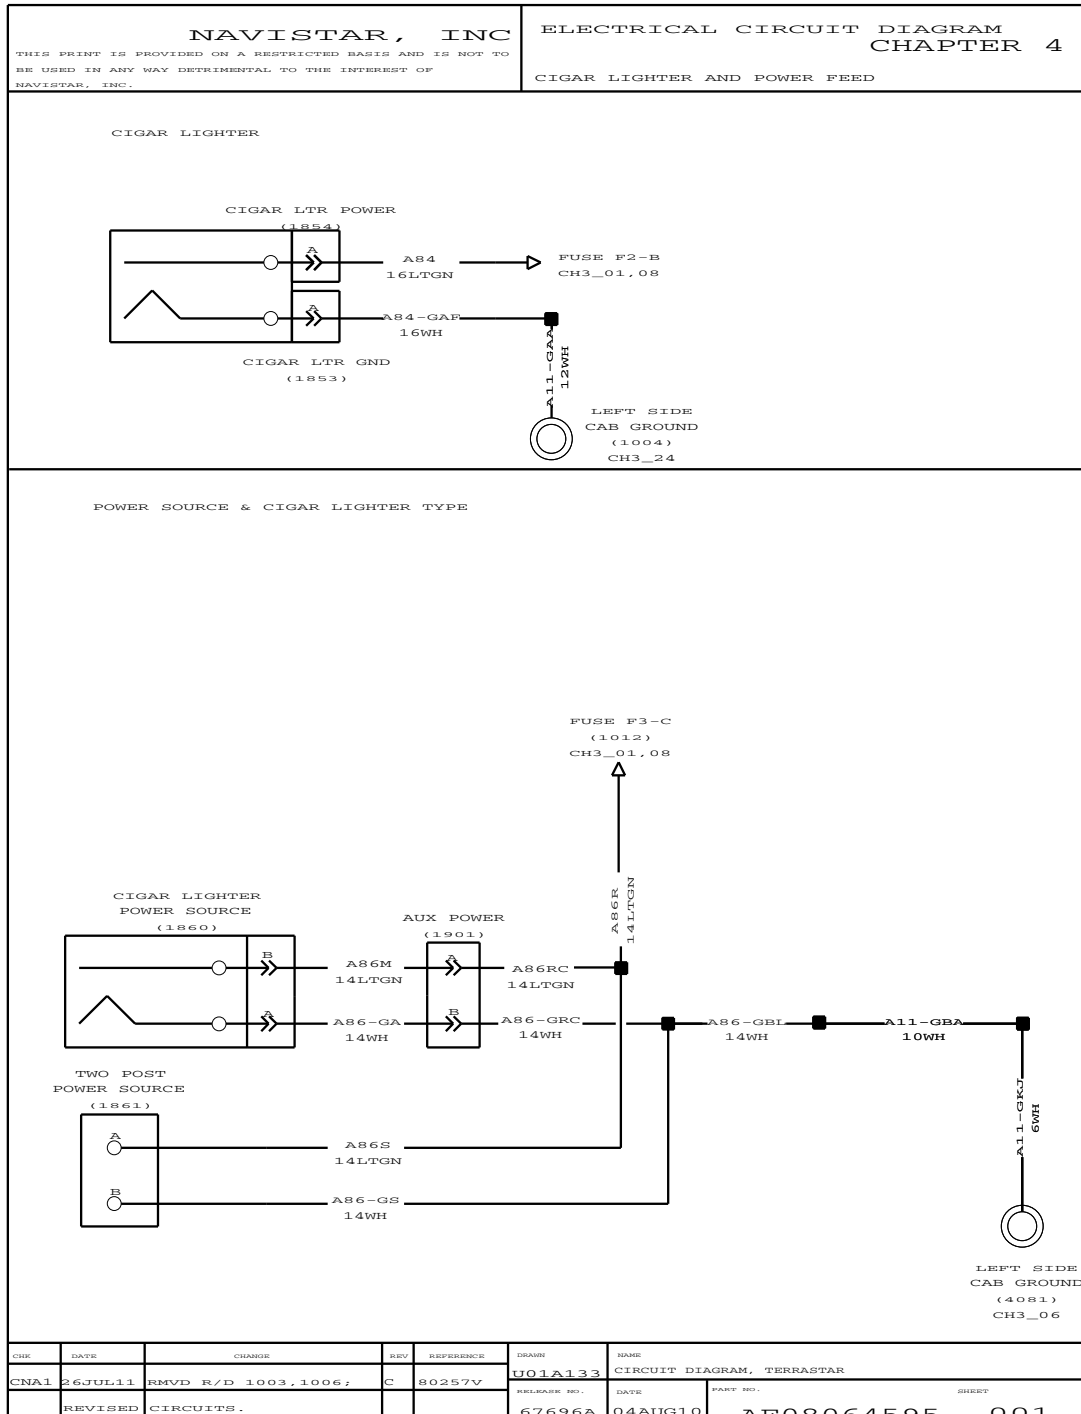 NAVISTAR, INC
THIS PRINT IS PROVIDED ON A RESTRICTED BASIS AND IS NOT TO
BE USED IN ANY WAY DETRIMENTAL TO THE INTEREST OF
NAVISTAR, INC.
ELECTRICAL CIRCUIT DIAGRAM
CHAPTER 4
CIGAR LIGHTER AND POWER FEED
CIGAR LIGHTER
CIGAR LTR POWER
(1854)
A
A84
16LTGN
FUSE F2-B
CH3_01,08
A
A84-GAF
16WH
CIGAR LTR GND
(1853)
A11-GAA
12WH
LEFT SIDE
CAB GROUND
(1004)
CH3_24
POWER SOURCE & CIGAR LIGHTER TYPE
FUSE F3-C
(1012)
CH3_01,08
A86R
14LTGN
CIGAR LIGHTER
POWER SOURCE
(1860)
AUX POWER
(1901)
B
A86M
14LTGN
A
A86RC
14LTGN
A
A86-GA
14WH
B
A86-GRC
14WH
A86-GBL
14WH
A11-GBA
10WH
A11-GKJ
6WH
TWO POST
POWER SOURCE
(1861)
A
A86S
14LTGN
B
A86-GS
14WH
LEFT SIDE
CAB GROUND
(4081)
CH3_06
CHK DATE CHANGE REV REFERENCE
CNA1 26JUL11 RMVD R/D 1003,1006; C 80257V
REVISED CIRCUITS.
DRAWN
U01A133
NAME
CIRCUIT DIAGRAM, TERRASTAR
RELEASE NO.
67696A
DATE
04AUG10
PART NO.
SHEET
001